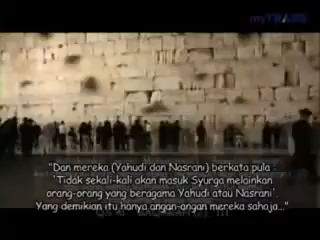 myTRANS
"Dan mereka (Yahudi dan Nasrani) berkata pula :
'Tidak sekali-kali akan masuk Syurga melainkan
orang-orang yang beragama Yahudi atau Nasrani'.
Yang demikian itu hanya angan-angan mereka sahaja..."